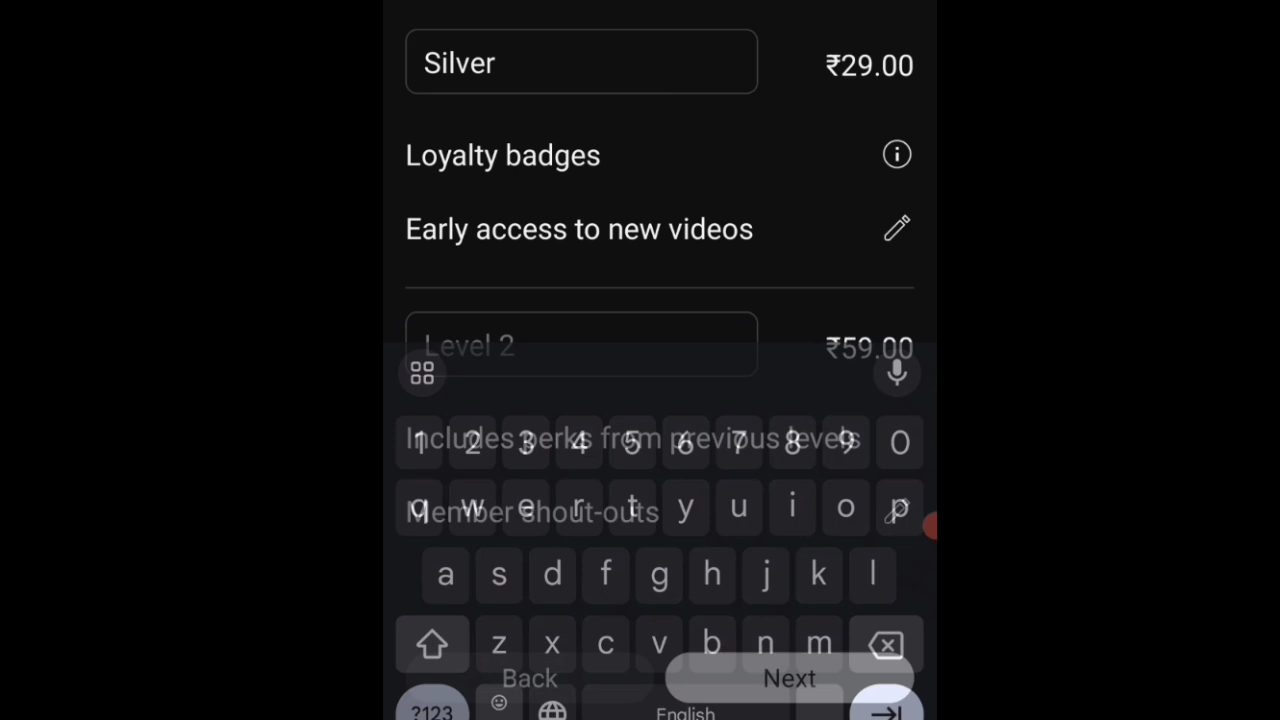 Silver ₹29.00
Loyalty badges
Early access to new videos
Level 2 ₹59.00
Includes perks from previous levels
1 2 3 4 5 6 7 8 9 0
Member shout-outs
q w e r t y u i o p
a s d f g h j k l
z x c v b n m
Back Next
?123 English